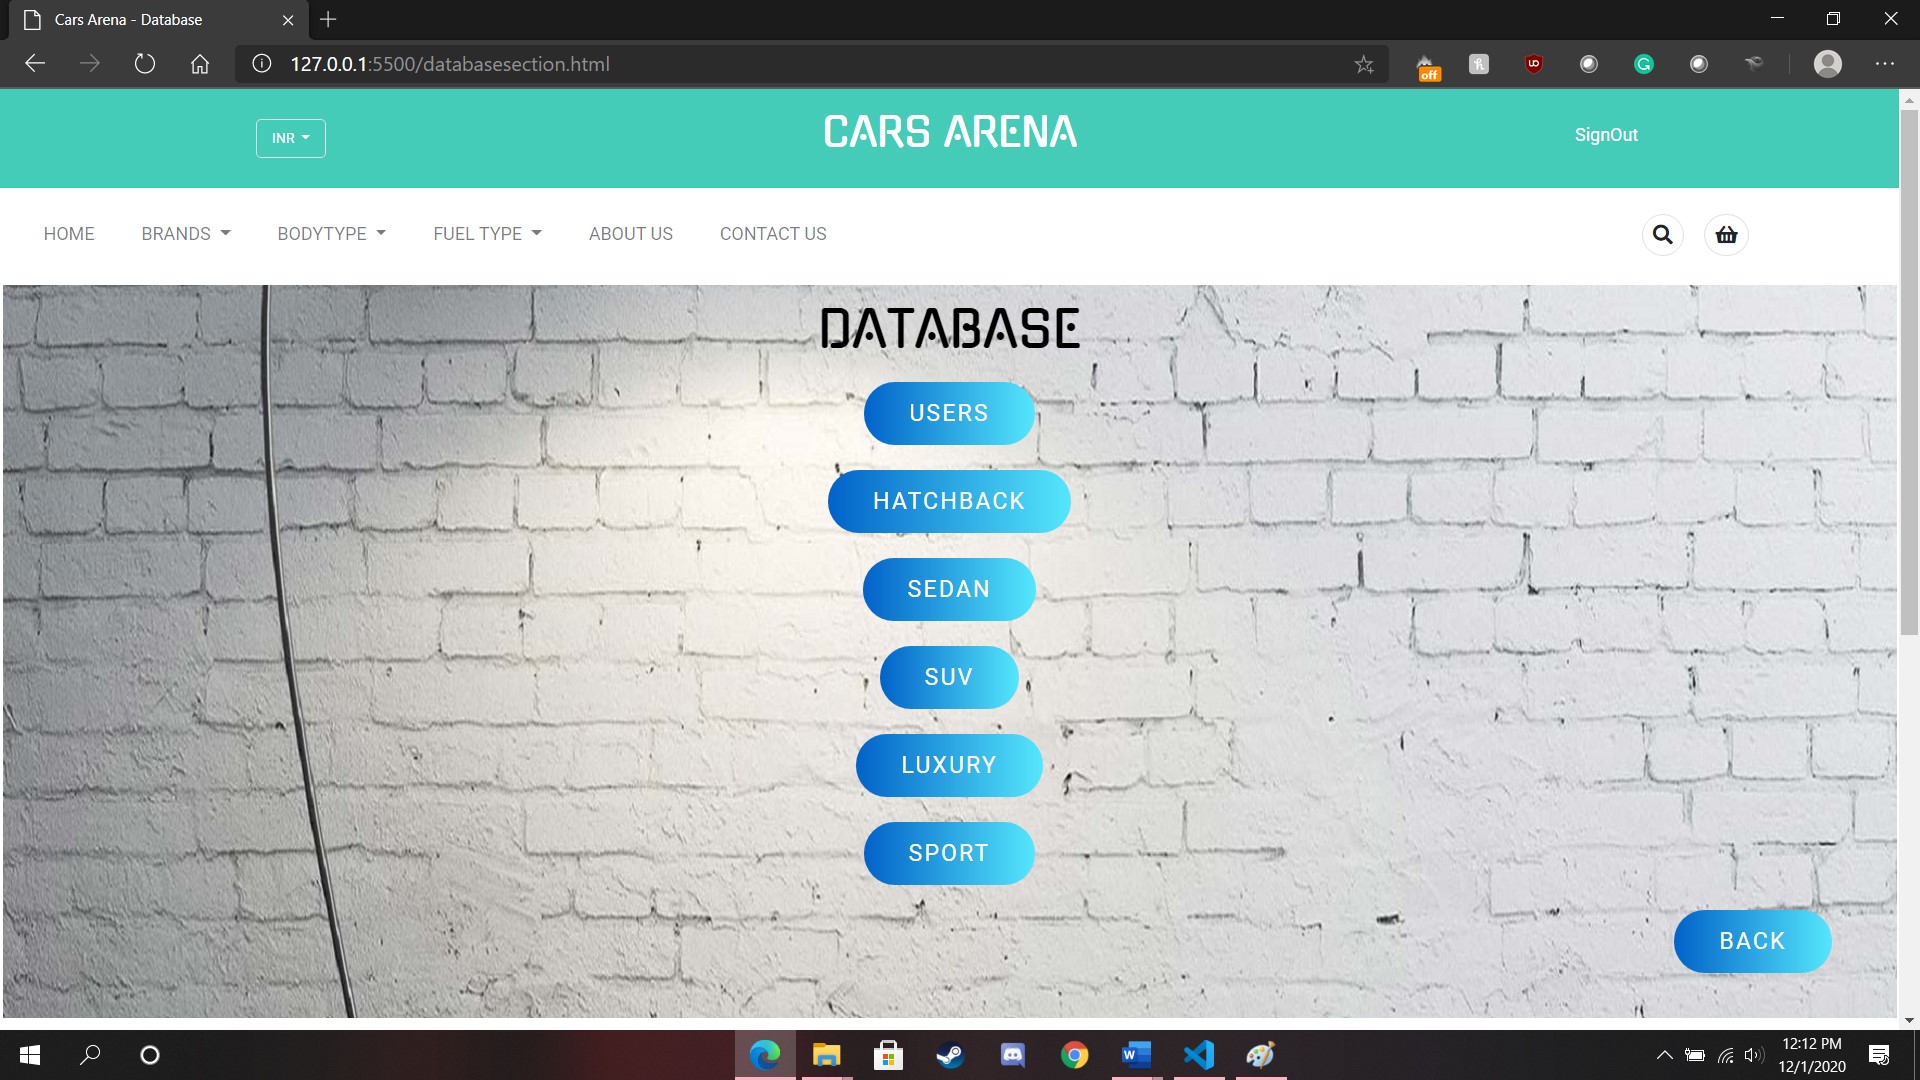 Cars Arena - Database
127.0.0.1:5500/databasesection.html
off
INR
CARS ARENA
SignOut
HOME BRANDS BODYTYPE FUEL TYPE ABOUT US CONTACT US
DATABASE
USERS
HATCHBACK
SEDAN
SUV
LUXURY
SPORT
BACK
12:12 PM
12/1/2020